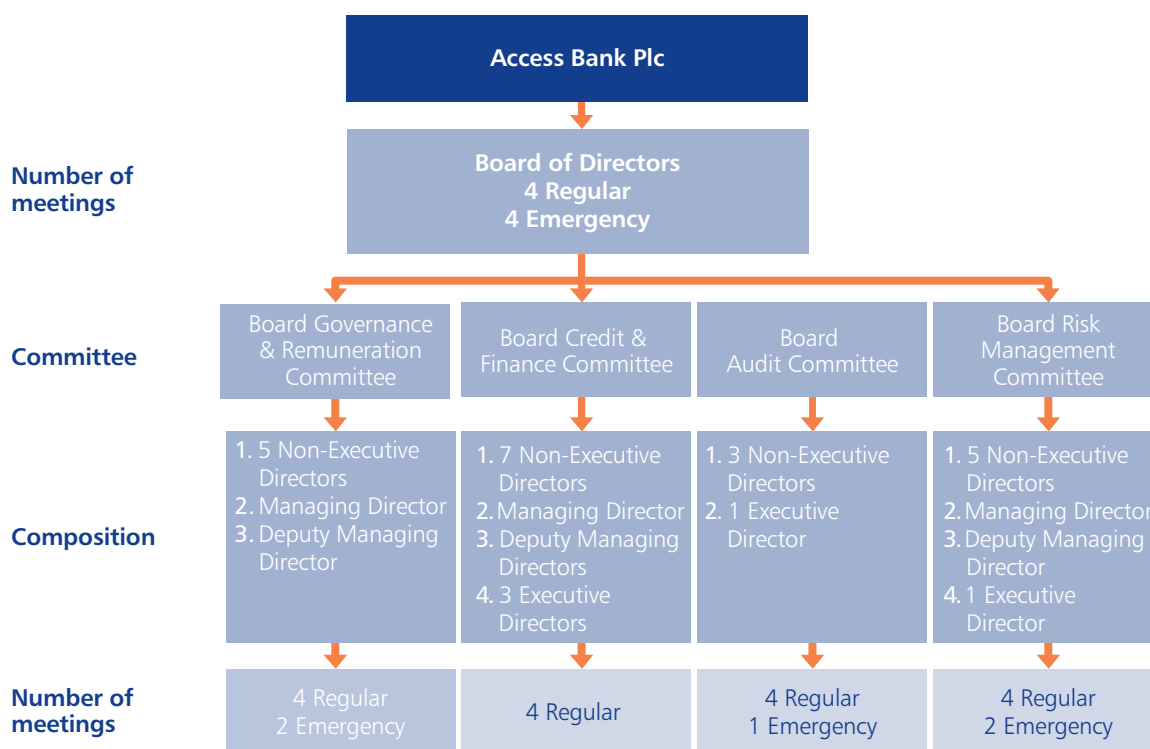 Access Bank Plc
Number of
meetings
Board of Directors
4 Regular
4 Emergency
Committee
Board Governance
& Remuneration
Committee
Board Credit &
Finance Committee
Board
Audit Committee
Board Risk
Management
Committee
Composition
1. 5 Non-Executive
Directors
2. Managing Director
3. Deputy Managing
Director
1. 7 Non-Executive
Directors
2. Managing Director
3. Deputy Managing
Directors
4. 3 Executive
Directors
1. 3 Non-Executive
Directors
2. 1 Executive
Director
1. 5 Non-Executive
Directors
2. Managing Director
3. Deputy Managing
Director
4. 1 Executive
Director
Number of
meetings
4 Regular
2 Emergency
4 Regular
4 Regular
1 Emergency
4 Regular
2 Emergency